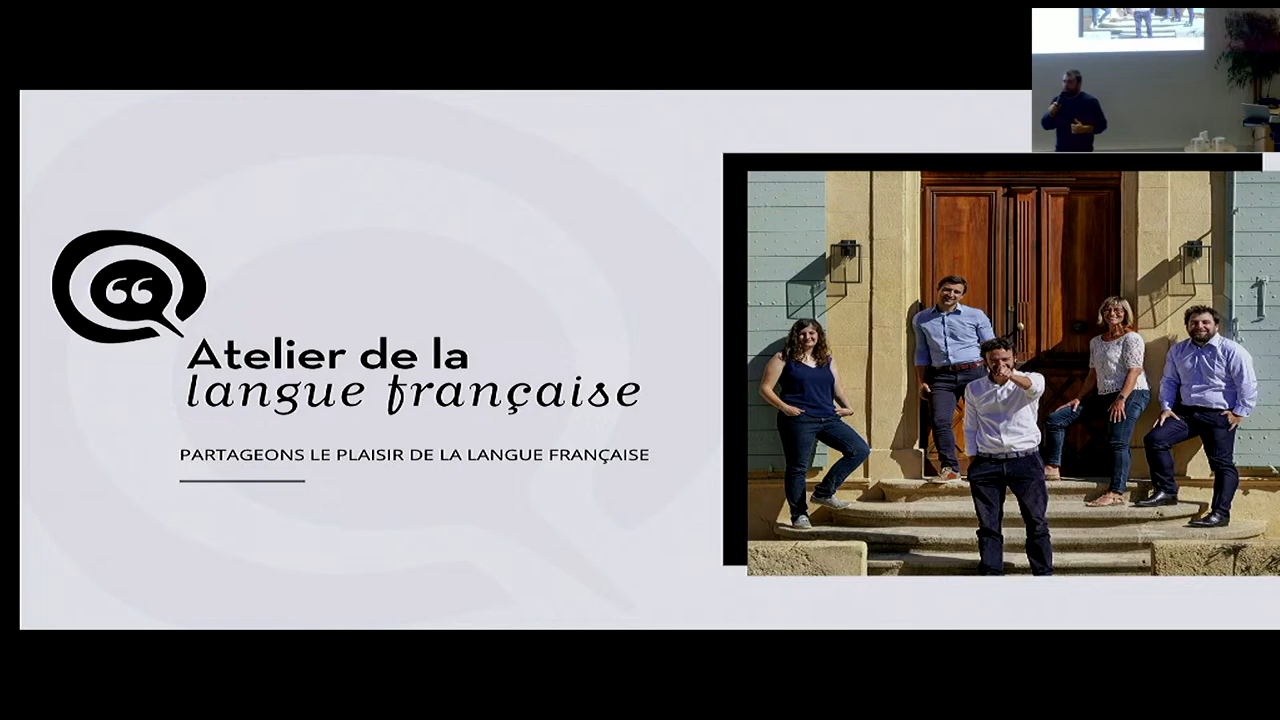 Atelier de la
langue française
PARTAGEONS LE PLAISIR DE LA LANGUE FRANÇAISE